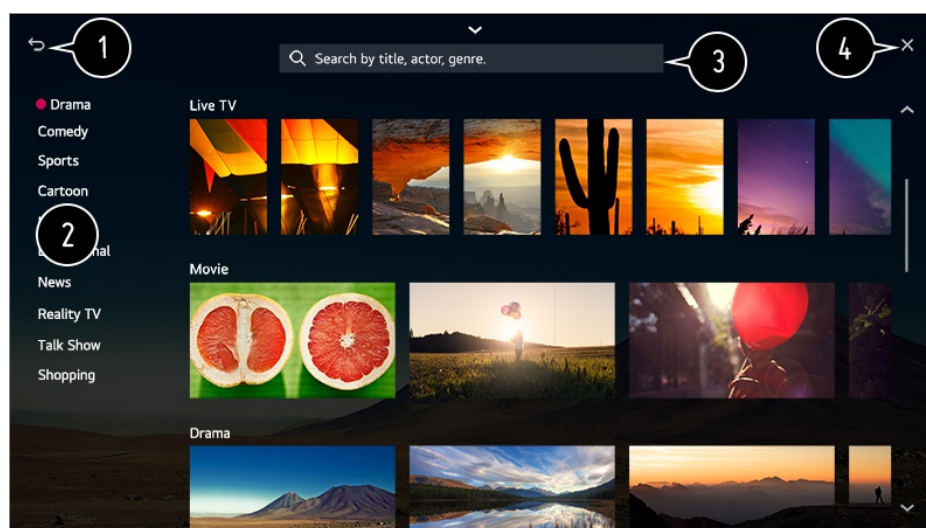 1
4
Search by title, actor, genre.
3
Drama
Comedy
Sports
Cartoon
2
News
Reality TV
Talk Show
Shopping
Live TV
Movie
Drama